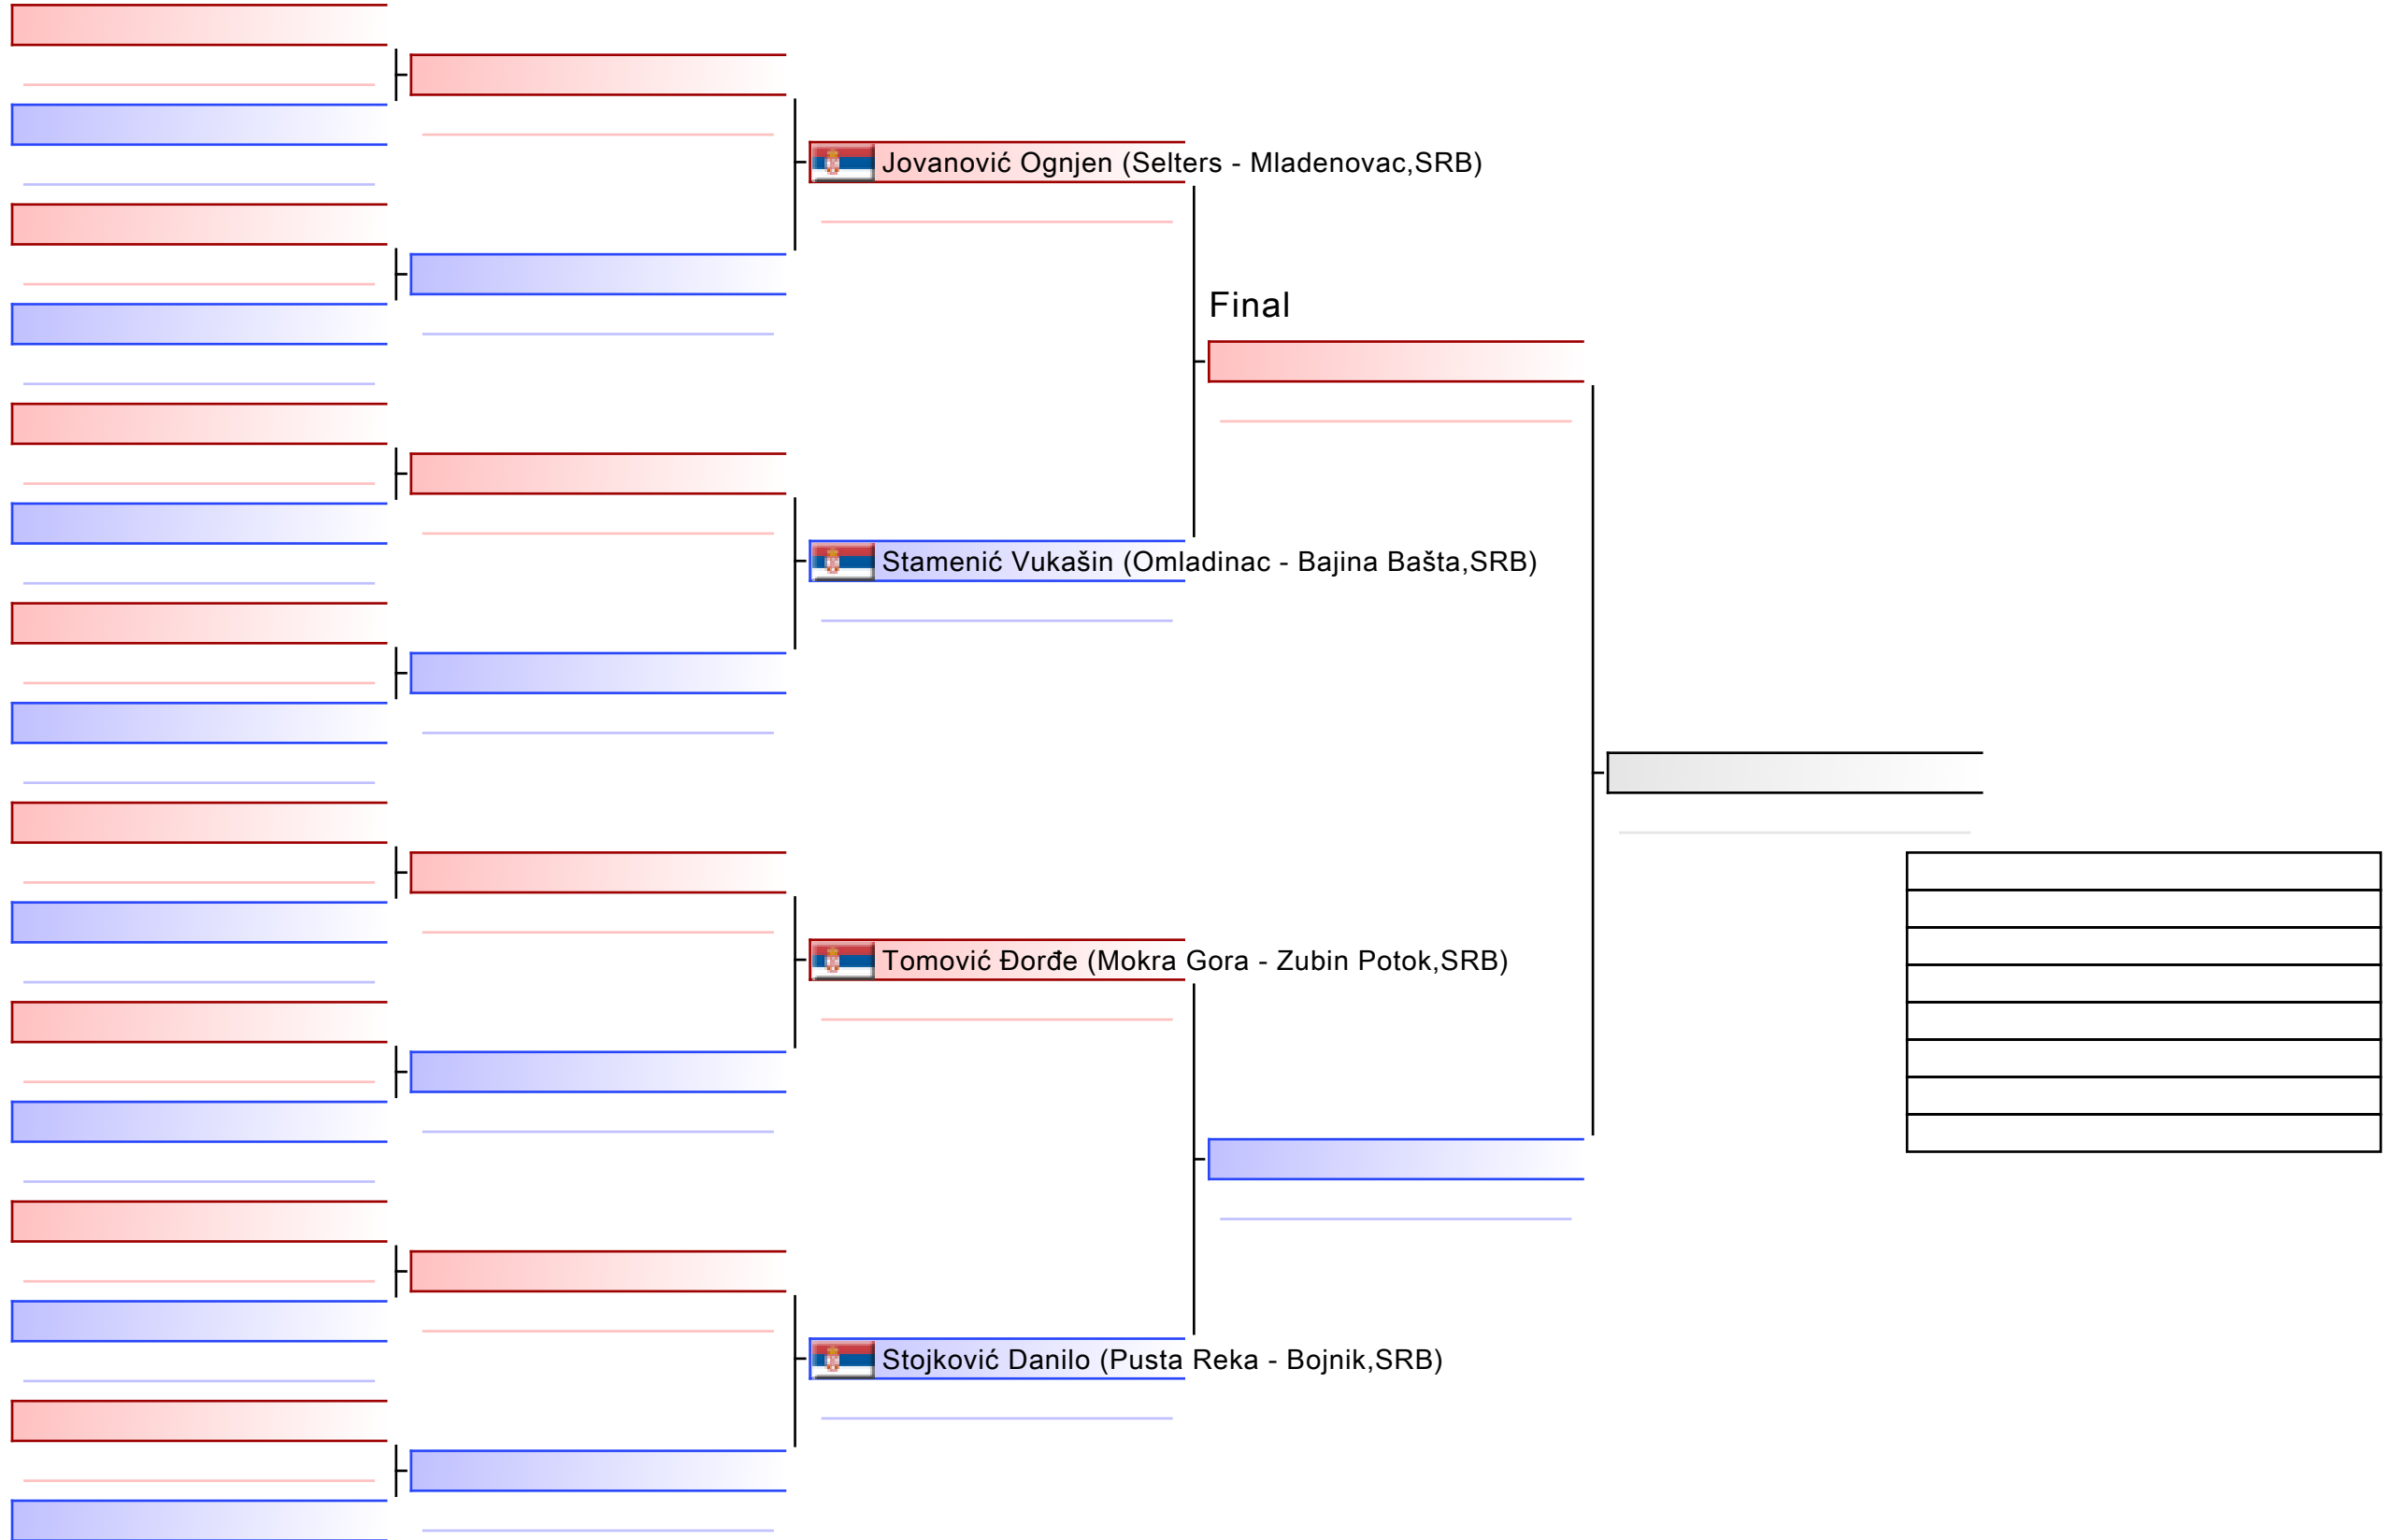 Jovanović Ognjen (Selters - Mladenovac,SRB)
Final
Stamenić Vukašin (Omladinac - Bajina Bašta,SRB)
Tomović Đorđe (Mokra Gora - Zubin Potok,SRB)
Stojković Danilo (Pusta Reka - Bojnik,SRB)